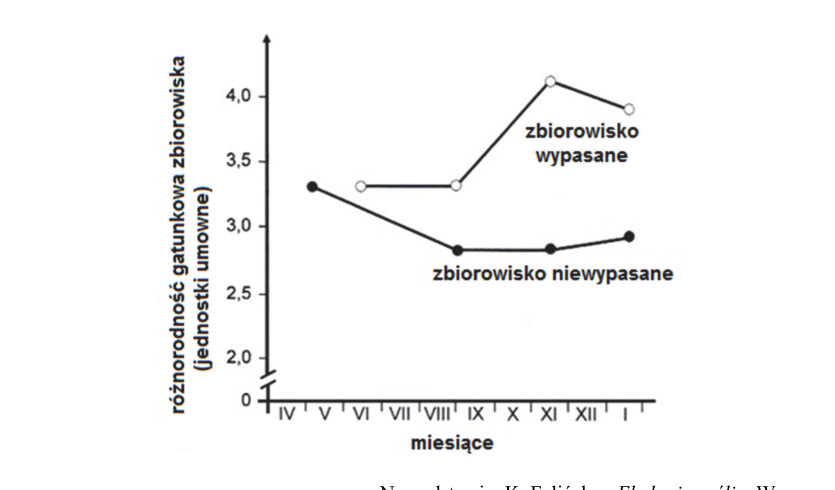 różnorodność gatunkowa zbiorowiska
(jednostki umowne)
4,0
3,5
3,0
2,5
2,0
0
zbiorowisko
wypasane
zbiorowisko niewypasane
IV V VI VII VIII IX X XI XII I
miesiące